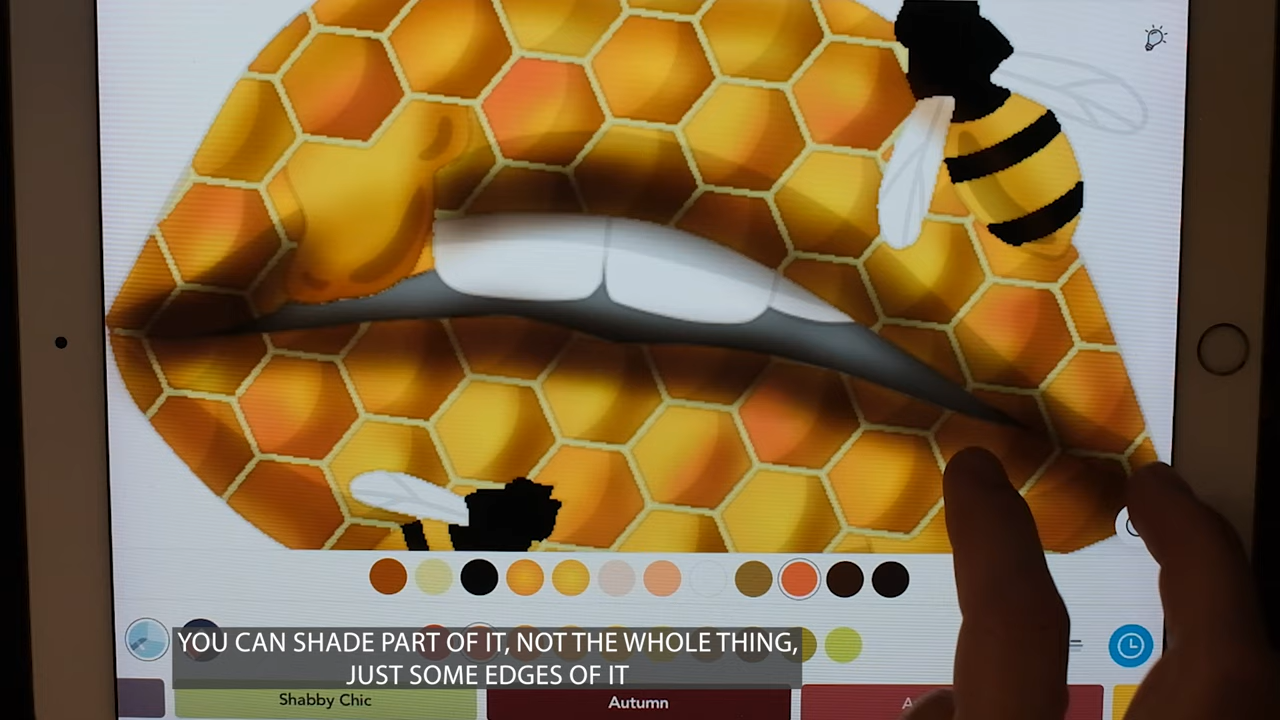 YOU CAN SHADE PART OF IT, NOT THE WHOLE THING,
JUST SOME EDGES OF IT
Shabby Chic
Autumn